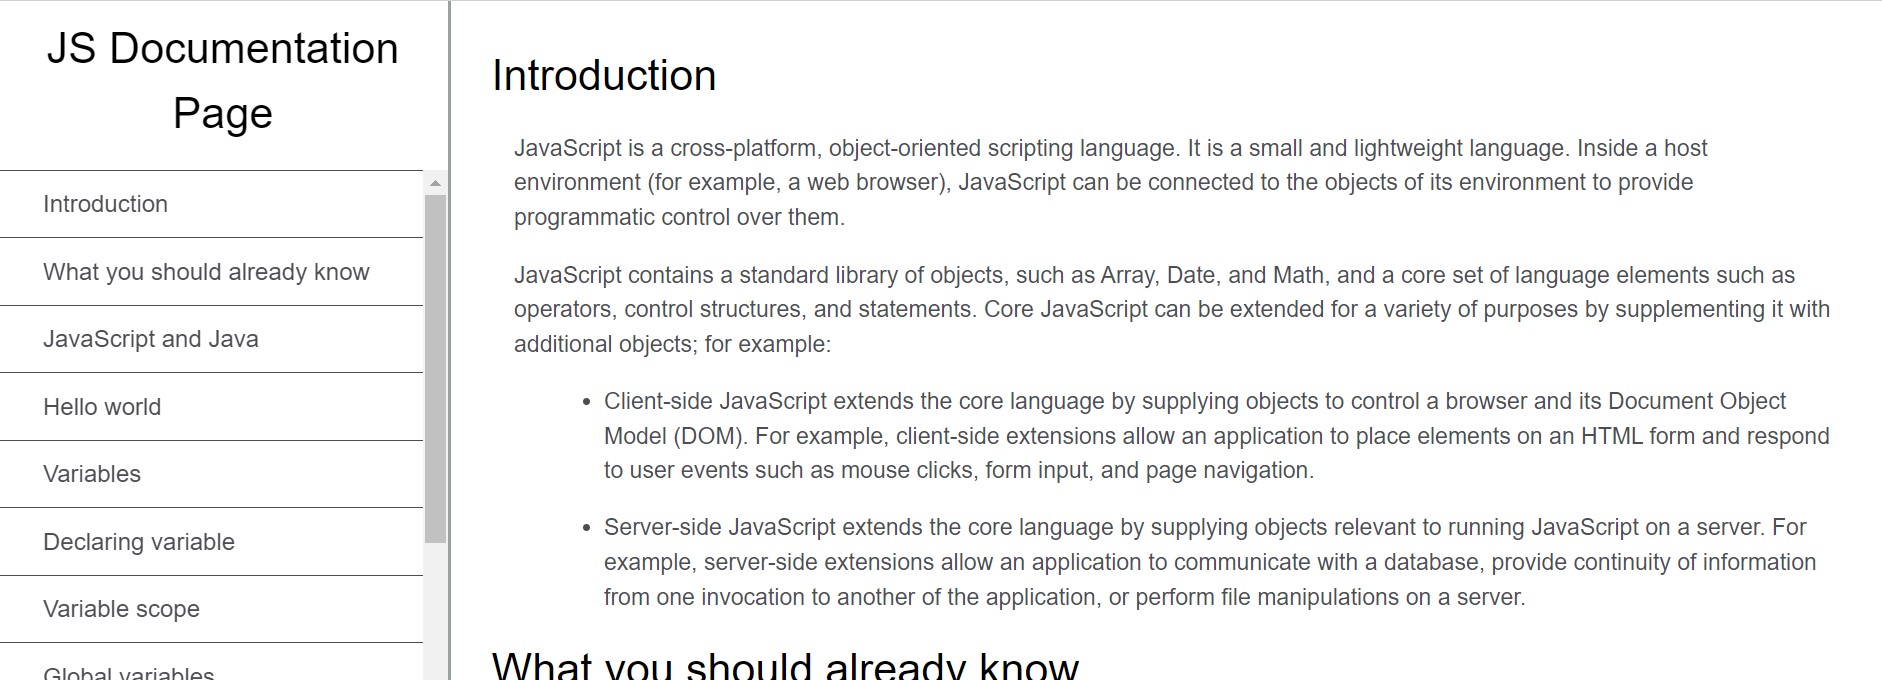 JS Documentation
Page
Introduction
What you should already know
JavaScript and Java
Hello world
Variables
Declaring variable
Variable scope
Global variables
Introduction
JavaScript is a cross-platform, object-oriented scripting language. It is a small and lightweight language. Inside a host
environment (for example, a web browser), JavaScript can be connected to the objects of its environment to provide
programmatic control over them.
JavaScript contains a standard library of objects, such as Array, Date, and Math, and a core set of language elements such as
operators, control structures, and statements. Core JavaScript can be extended for a variety of purposes by supplementing it with
additional objects; for example:
• Client-side JavaScript extends the core language by supplying objects to control a browser and its Document Object
Model (DOM). For example, client-side extensions allow an application to place elements on an HTML form and respond
to user events such as mouse clicks, form input, and page navigation.
• Server-side JavaScript extends the core language by supplying objects relevant to running JavaScript on a server. For
example, server-side extensions allow an application to communicate with a database, provide continuity of information
from one invocation to another of the application, or perform file manipulations on a server.
What you should already know